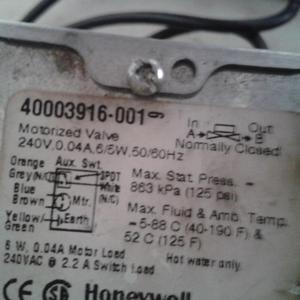 40003916-001
In Out
A B
Normally Closed
Motorized Valve
240V, 0.04A, 6/6W, 50/60Hz
Orange Aux. Swt.
Grey(N/O) SPDT
Blue White
Brown Mtr. (N/C)
Yellow/ Earth
Green
Max. Stat Press. -
863 kPa (125 psi)
Max. Fluid & Amb. Temp.
-5-88 C (40-190 F) &
52 C (125 F)
6 W, 0.04A Motor Load
240VAC @ 2.2 A Switch Load
Hot water only
CE SA Honeywell